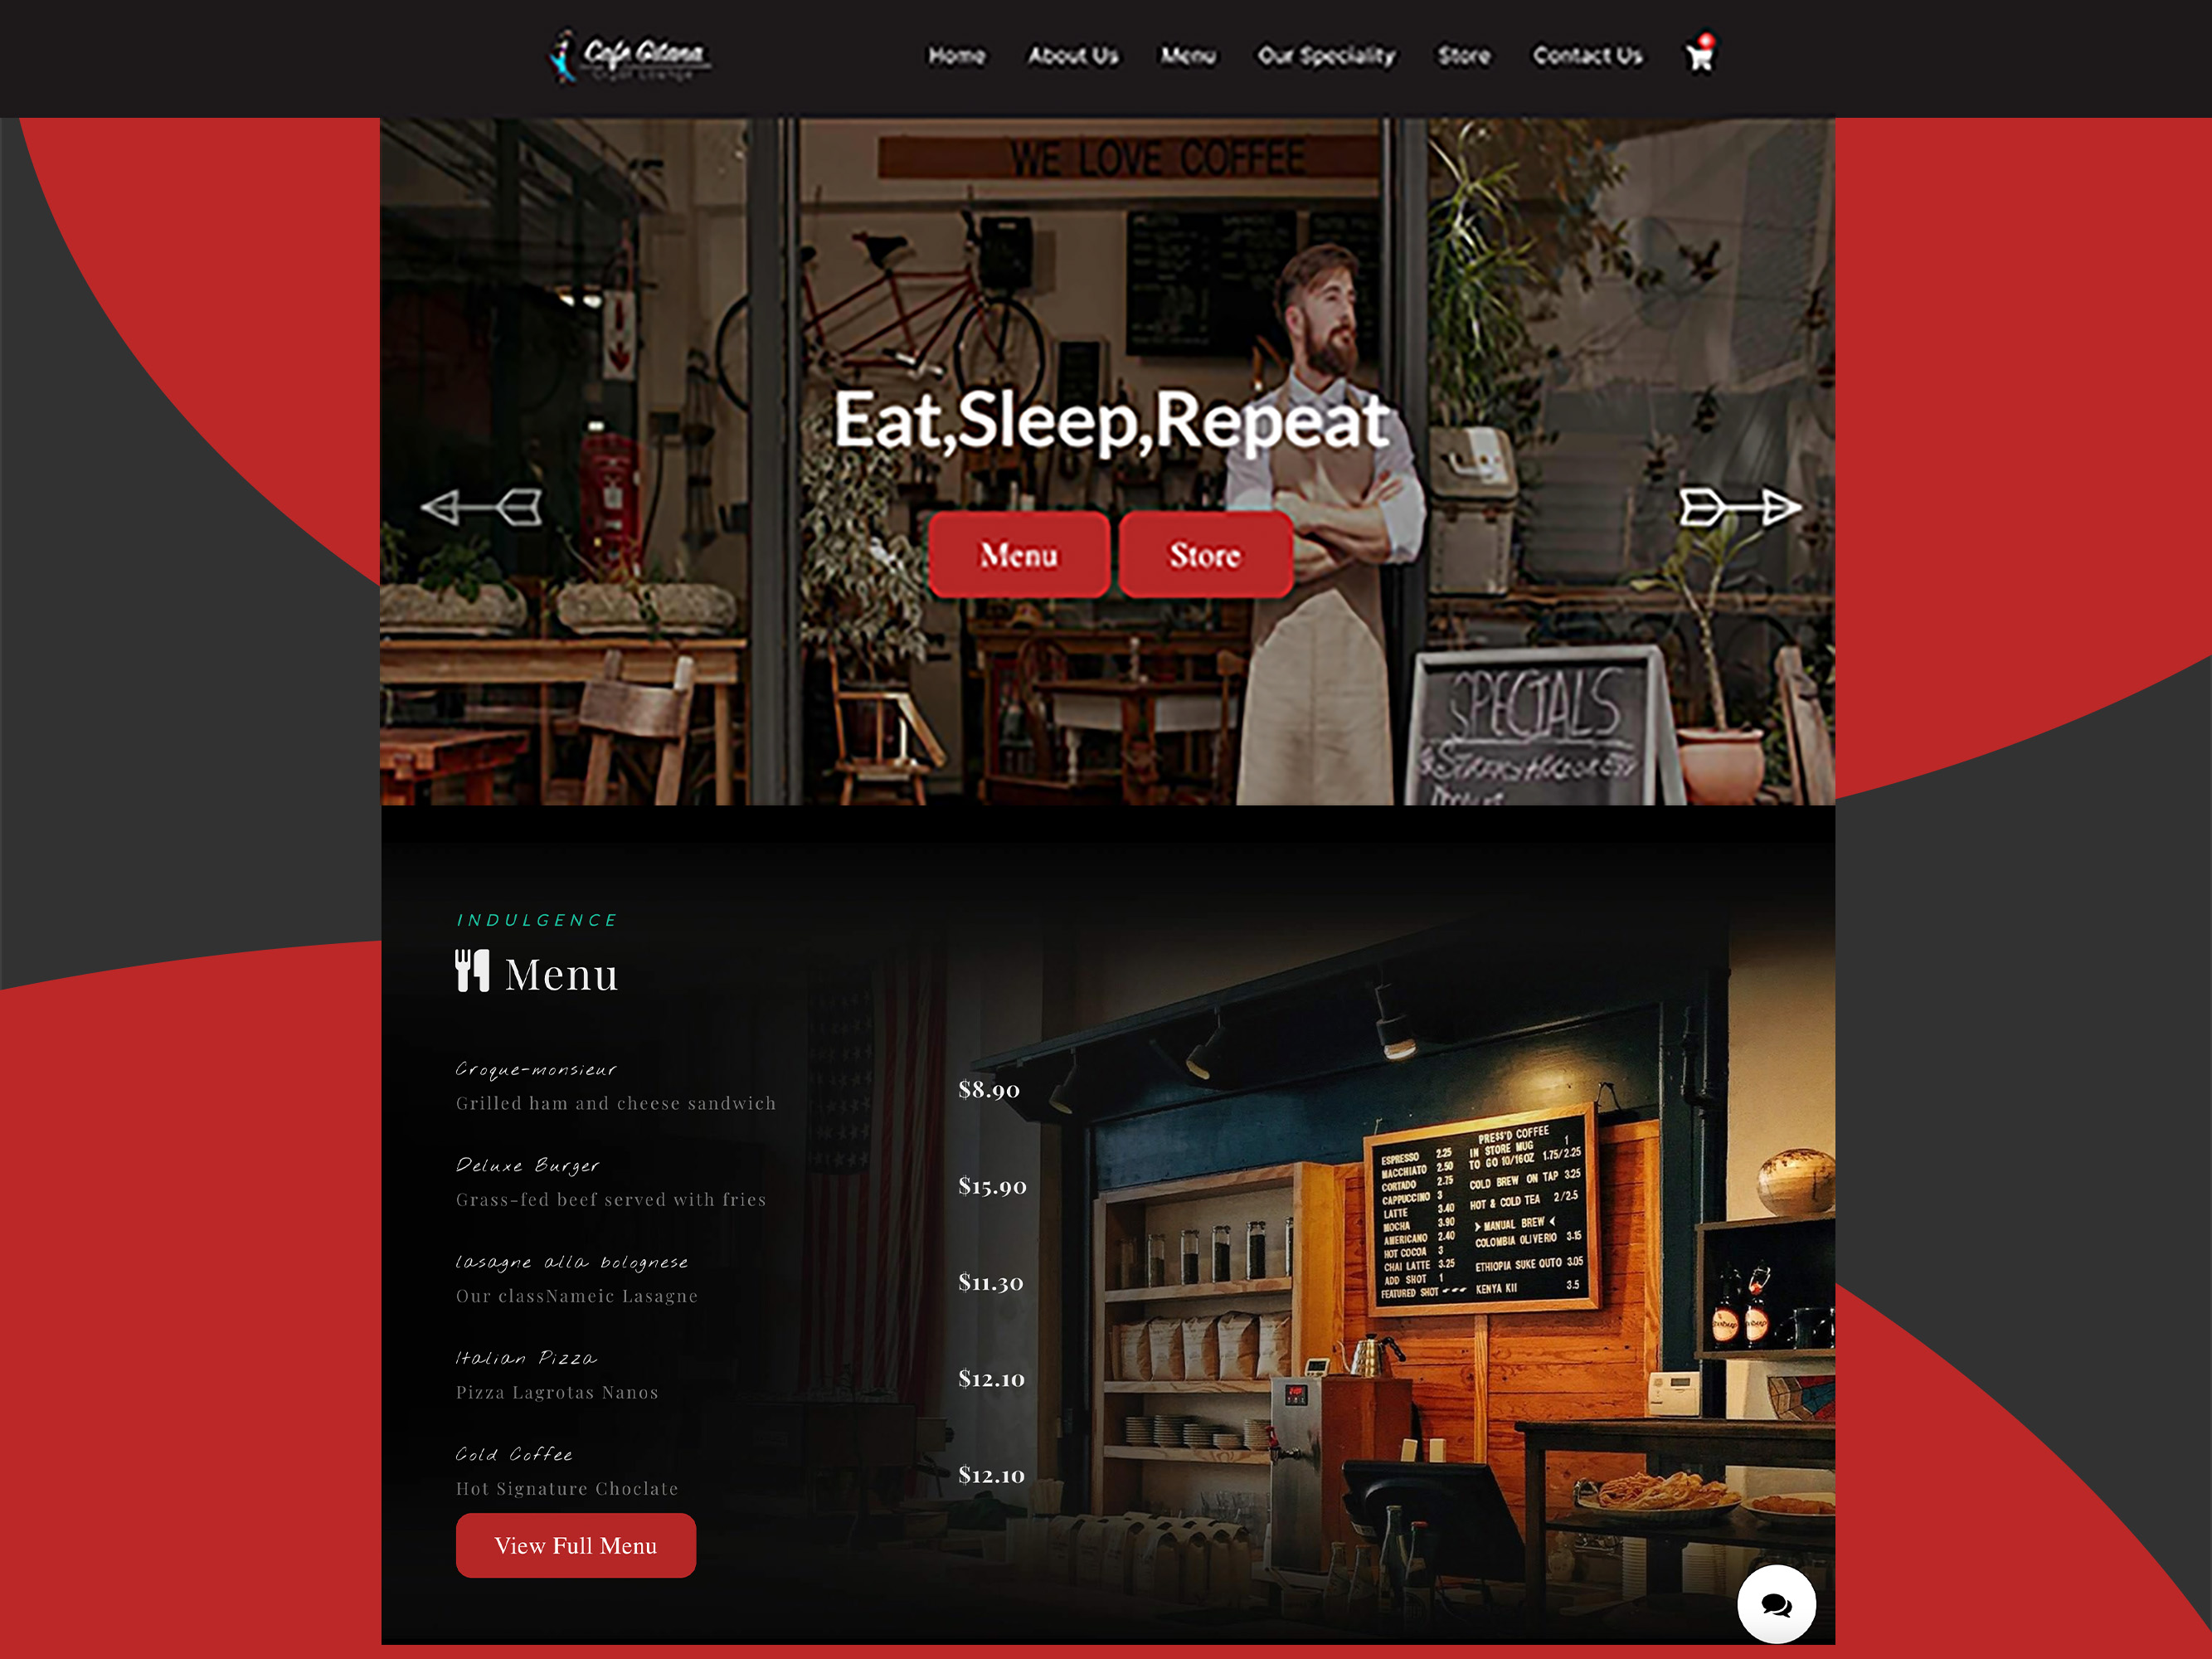 Cafe Gitana
Home About Us Menu Our Speciality Store Contact Us
WE LOVE COFFEE
Eat,Sleep,Repeat
Menu Store
SPECIALS
INDULGENCE
Menu
Croque-monsieur
Grilled ham and cheese sandwich
$8.90
Deluxe Burger
Grass-fed beef served with fries
$15.90
lasagne alla bolognese
Our classNameic Lasagne
$11.30
Italian Pizza
Pizza Lagrotas Nanos
$12.10
Cold Coffee
Hot Signature Choclate
$12.10
View Full Menu
ESPRESSO 2.25
MACCHIATO 2.50
CORTADO 2.75
CAPPUCCINO 3
LATTE 3.40
MOCHA 3.90
AMERICANO 2.40
HOT COCOA 3
CHAI LATTE 3.25
ADD SHOT 1
FEATURED SHOT
PRE$$'D COFFEE
IN STORE MUG 1
TO GO 10/16OZ 1.75/2.25
COLD BREW ON TAP 3.25
HOT & COLD TEA 2/2.5
MANUAL BREW
COLOMBIA OLIVERIO 3.15
ETHIOPIA SUKE QUTO 3.05
KENYA KII 3.5